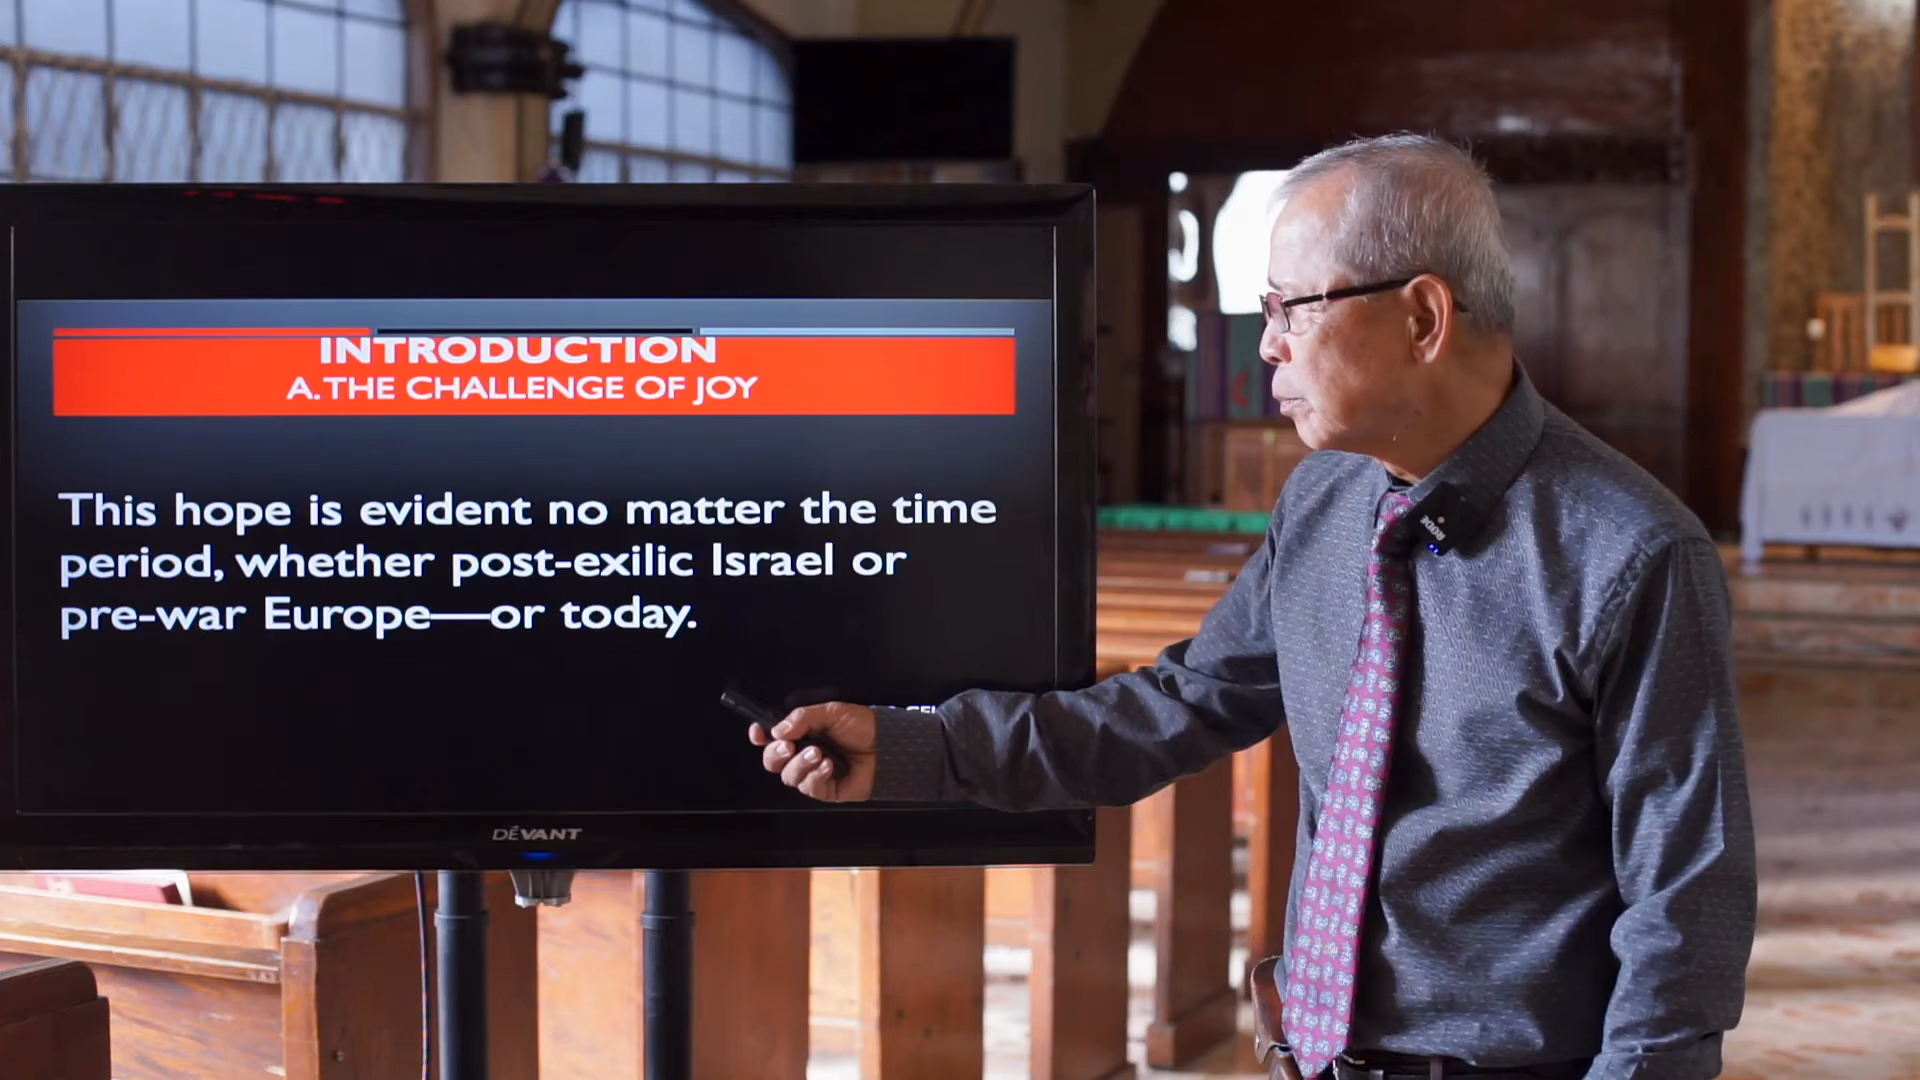 INTRODUCTION
A. THE CHALLENGE OF JOY
This hope is evident no matter the time
period, whether post-exilic Israel or
pre-war Europe—or today.
DEVANT
RODE